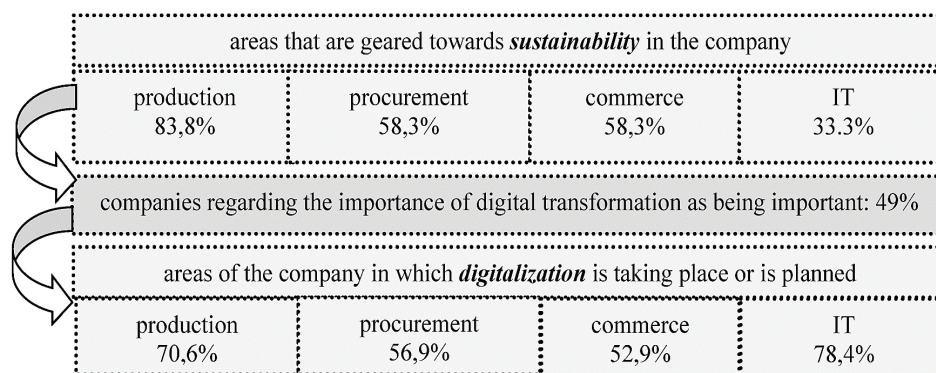 areas that are geared towards sustainability in the company
production procurement commerce IT
83,8% 58,3% 58,3% 33.3%
companies regarding the importance of digital transformation as being important: 49%
areas of the company in which digitalization is taking place or is planned
production procurement commerce IT
70,6% 56,9% 52,9% 78,4%